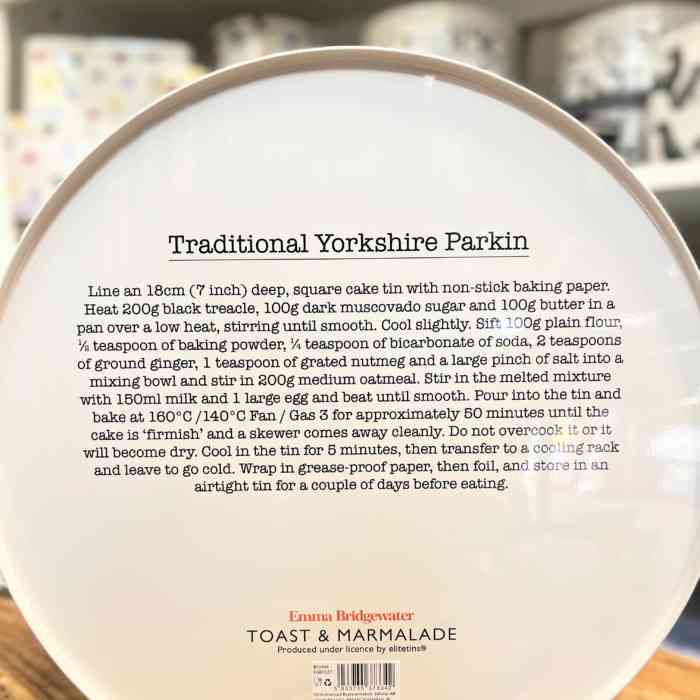 Traditional Yorkshire Parkin
Line an 18cm (7 inch) deep, square cake tin with non-stick baking paper.
Heat 200g black treacle, 100g dark muscovado sugar and 100g butter in a
pan over a low heat, stirring until smooth. Cool slightly. Sift 100g plain flour,
½ teaspoon of baking powder, ¼ teaspoon of bicarbonate of soda, 2 teaspoons
of ground ginger, 1 teaspoon of grated nutmeg and a large pinch of salt into a
mixing bowl and stir in 200g medium oatmeal. Stir in the melted mixture
with 150ml milk and 1 large egg and beat until smooth. Pour into the tin and
bake at 160°C /140°C Fan / Gas 3 for approximately 50 minutes until the
cake is ‘firmish’ and a skewer comes away cleanly. Do not overcook it or it
will become dry. Cool in the tin for 5 minutes, then transfer to a cooling rack
and leave to go cold. Wrap in grease-proof paper, then foil, and store in an
airtight tin for a couple of days before eating.
Emma Bridgewater
TOAST & MARMALADE
Produced under licence by elitetins®